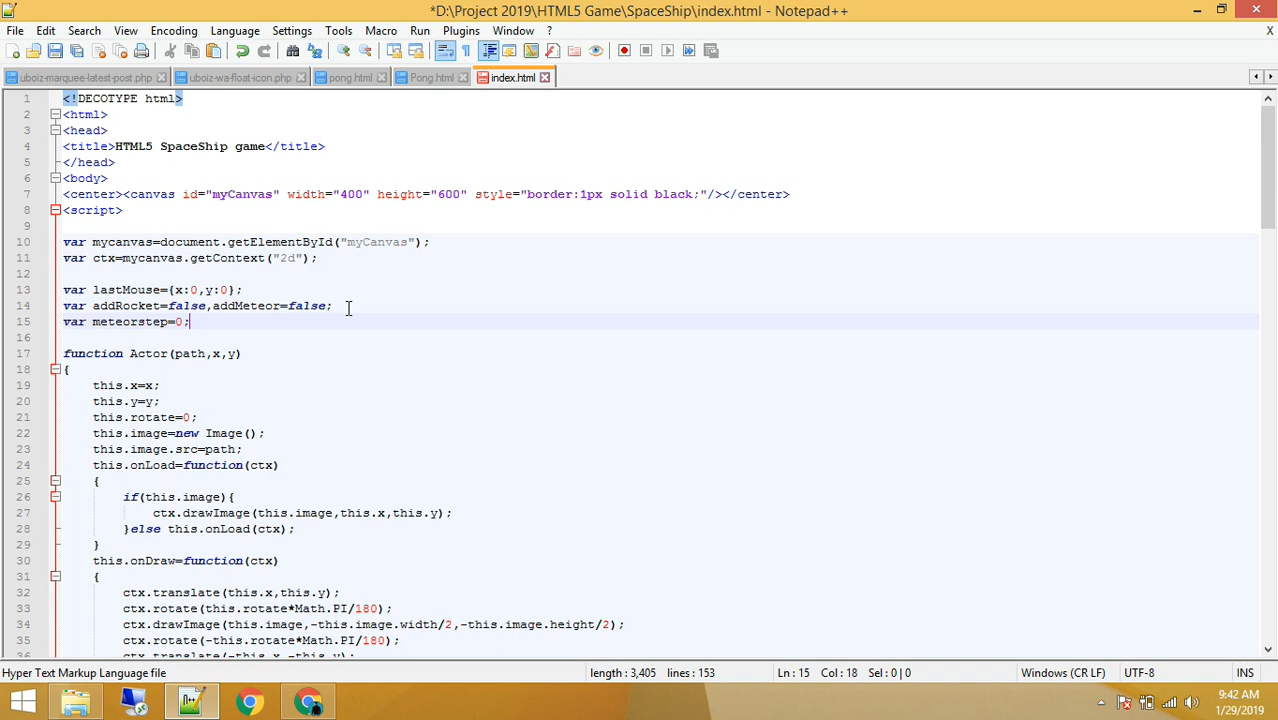 *D:\Project 2019\HTML5 Game\SpaceShip\index.html - Notepad++
File Edit Search View Encoding Language Settings Tools Macro Run Plugins Window ? X
uboiz-marquee-latest-post.php uboiz-wa-float-icon.php pong.html Pong.html index.html
1 <!DECOTYPE html>
2 <html>
3 <head>
4 <title>HTML5 SpaceShip game</title>
5 </head>
6 <body>
7 <center><canvas id="myCanvas" width="400" height="600" style="border:1px solid black;"/></center>
8 <script>
9
10 var mycanvas=document.getElementById("myCanvas");
11 var ctx=mycanvas.getContext("2d");
12
13 var lastMouse={x:0,y:0};
14 var addRocket=false,addMeteor=false;
15 var meteorstep=0;
16
17 function Actor(path,x,y)
18 {
19 this.x=x;
20 this.y=y;
21 this.rotate=0;
22 this.image=new Image();
23 this.image.src=path;
24 this.onLoad=function(ctx)
25 {
26 if(this.image){
27 ctx.drawImage(this.image,this.x,this.y);
28 }else this.onLoad(ctx);
29 }
30 this.onDraw=function(ctx)
31 {
32 ctx.translate(this.x,this.y);
33 ctx.rotate(this.rotate*Math.PI/180);
34 ctx.drawImage(this.image,-this.image.width/2,-this.image.height/2);
35 ctx.rotate(-this.rotate*Math.PI/180);
36 ctx.translate(-this.x,-this.y);
Hyper Text Markup Language file length : 3,405 lines : 153 Ln : 15 Col : 18 Sel : 0 | 0 Windows (CR LF) UTF-8 INS
9:42 AM
1/29/2019